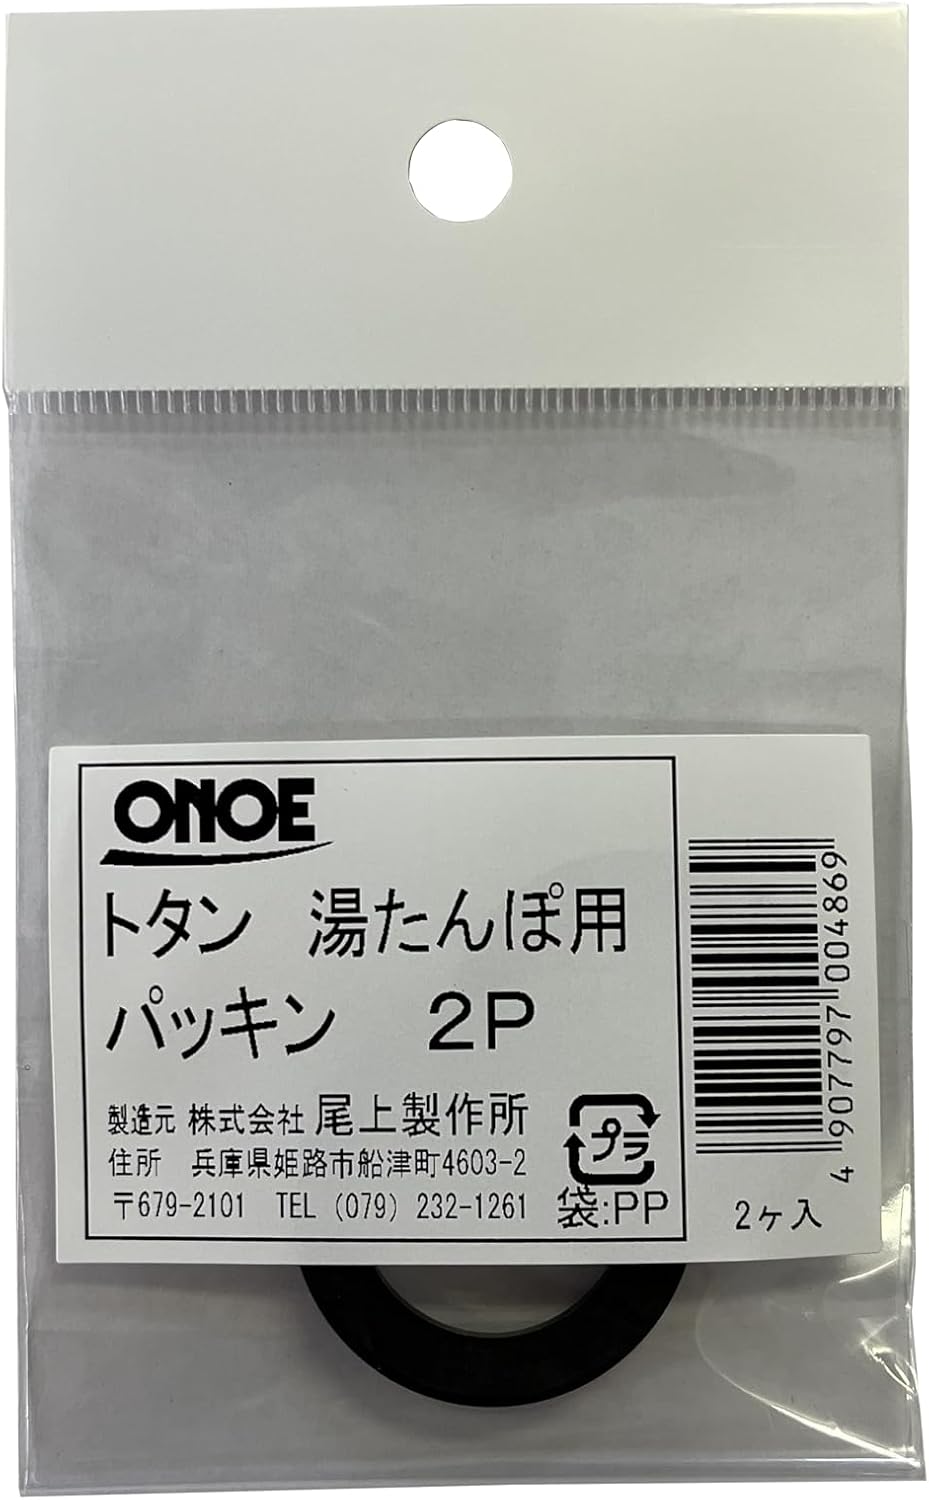 ONOE
トタン 湯たんぽ用
パッキン 2P
製造元 株式会社 尾上製作所
住所 兵庫県姫路市船津町4603-2
〒679-2101 TEL (079) 232-1261
プラ
袋:PP
4907797004869
2ヶ入